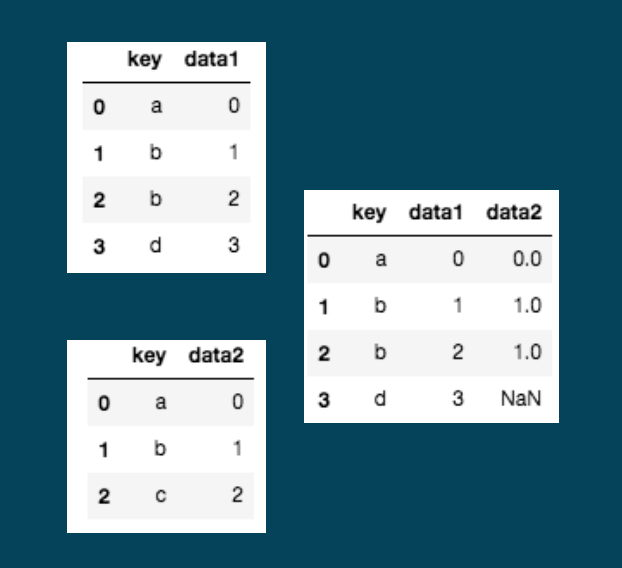 key data1
0 a 0
1 b 1
2 b 2
3 d 3
key data2
0 a 0
1 b 1
2 c 2
key data1 data2
0 a 0 0.0
1 b 1 1.0
2 b 2 1.0
3 d 3 NaN